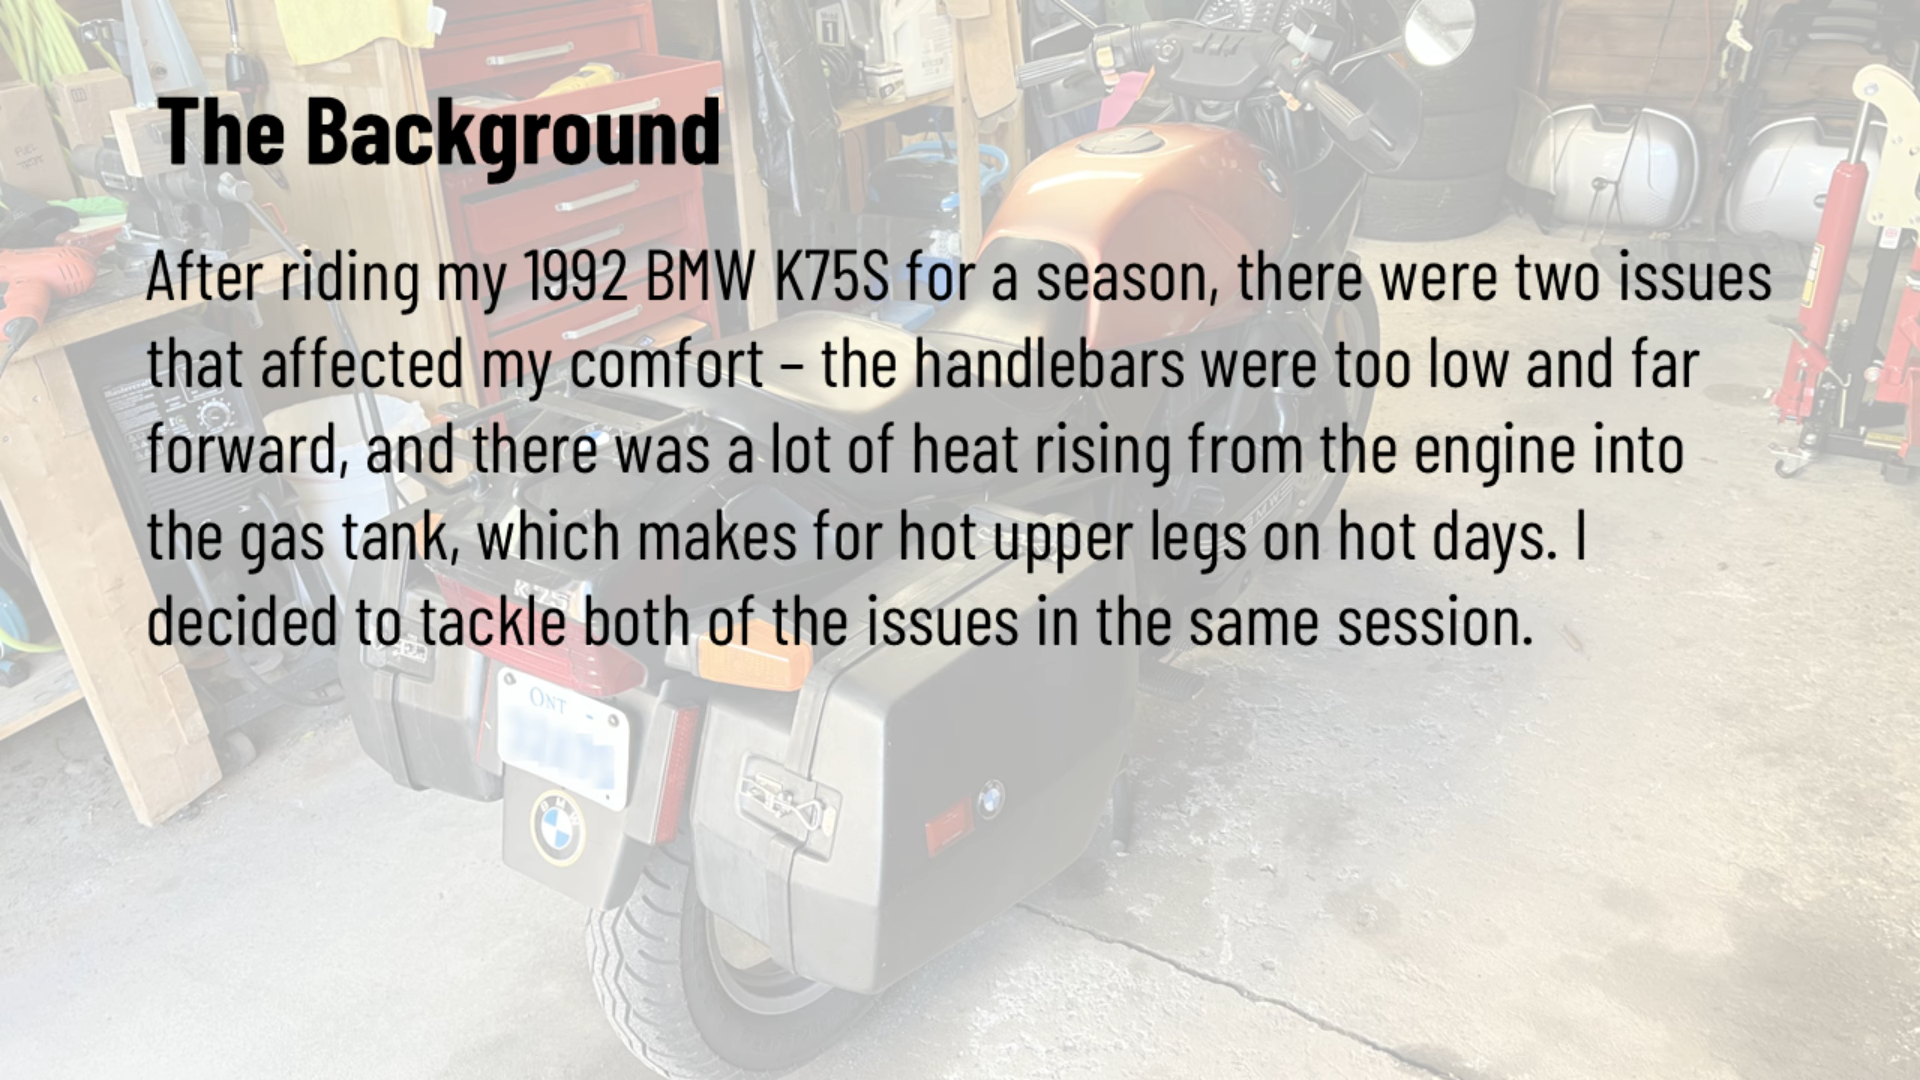 The Background
After riding my 1992 BMW K75S for a season, there were two issues
that affected my comfort – the handlebars were too low and far
forward, and there was a lot of heat rising from the engine into
the gas tank, which makes for hot upper legs on hot days. I
decided to tackle both of the issues in the same session.
K75
ONT
BMW